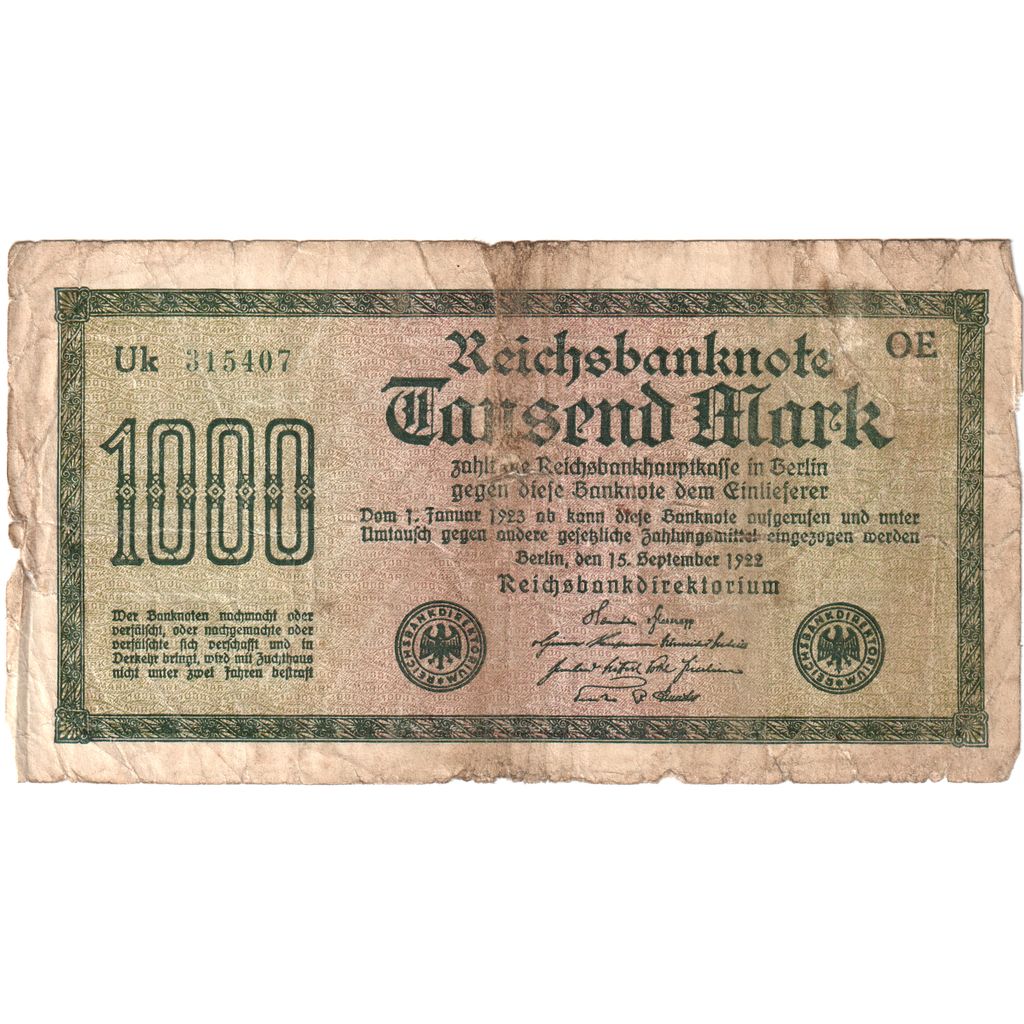 Uk 315407
OE
Reichsbanknote
Tausend Mark
zahlt die Reichsbankhauptkasse in Berlin
gegen diese Banknote dem Einlieferer
Vom 1. Januar 1923 ab kann diese Banknote aufgerufen und unter
Umtausch gegen andere gesetzliche Zahlungsmittel eingezogen werden
Berlin, den 15. September 1922
Reichsbankdirektorium
1000
Wer Banknoten nachmacht oder
verfälscht, oder nachgemachte oder
verfälschte sich verschafft und in
Verkehr bringt, wird mit Zuchthaus
nicht unter zwei Jahren bestraft
REICHSBANKDIREKTORIUM
REICHSBANKDIREKTORIUM